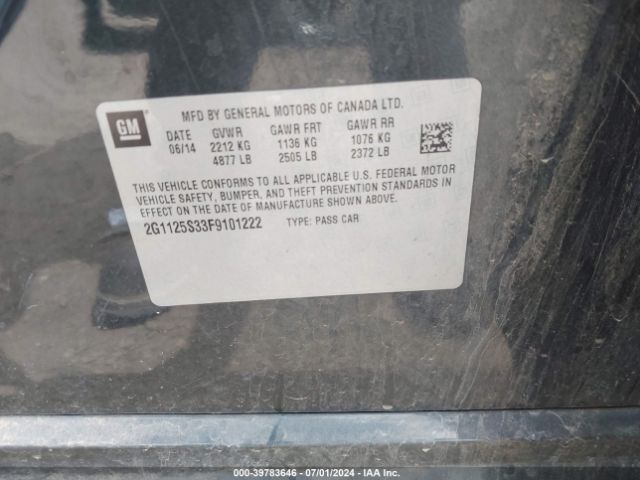 GM
MFD BY GENERAL MOTORS OF CANADA LTD.
DATE GVWR GAWR FRT GAWR RR
06/14 2212 KG 1136 KG 1076 KG
4877 LB 2505 LB 2372 LB
THIS VEHICLE CONFORMS TO ALL APPLICABLE U.S. FEDERAL MOTOR
VEHICLE SAFETY, BUMPER, AND THEFT PREVENTION STANDARDS IN
EFFECT ON THE DATE OF MANUFACTURE SHOWN ABOVE.
2G1125S33F9101222 TYPE: PASS CAR
000-39783646 - 07/01/2024 - IAA Inc.